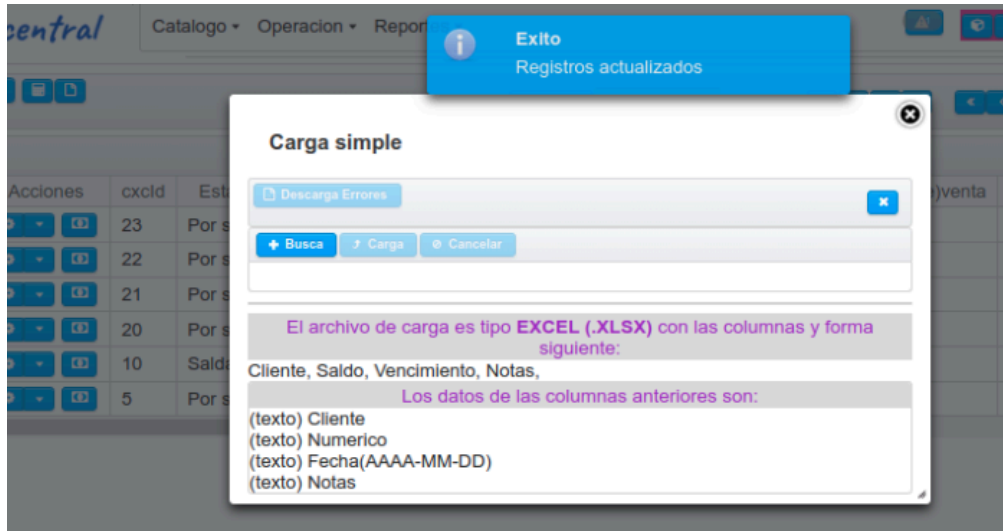 central
Catalogo
Operacion
Report
Exito
Registros actualizados
Carga simple
Descarga Errores
Busca
Carga
Cancelar
El archivo de carga es tipo EXCEL (.XLSX) con las columnas y forma
siguiente:
Cliente, Saldo, Vencimiento, Notas,
Los datos de las columnas anteriores son:
(texto) Cliente
(texto) Numerico
(texto) Fecha(AAAA-MM-DD)
(texto) Notas
Acciones cxcId Esta )venta
23 Por s
22 Por s
21 Por s
20 Por s
10 Salda
5 Por s